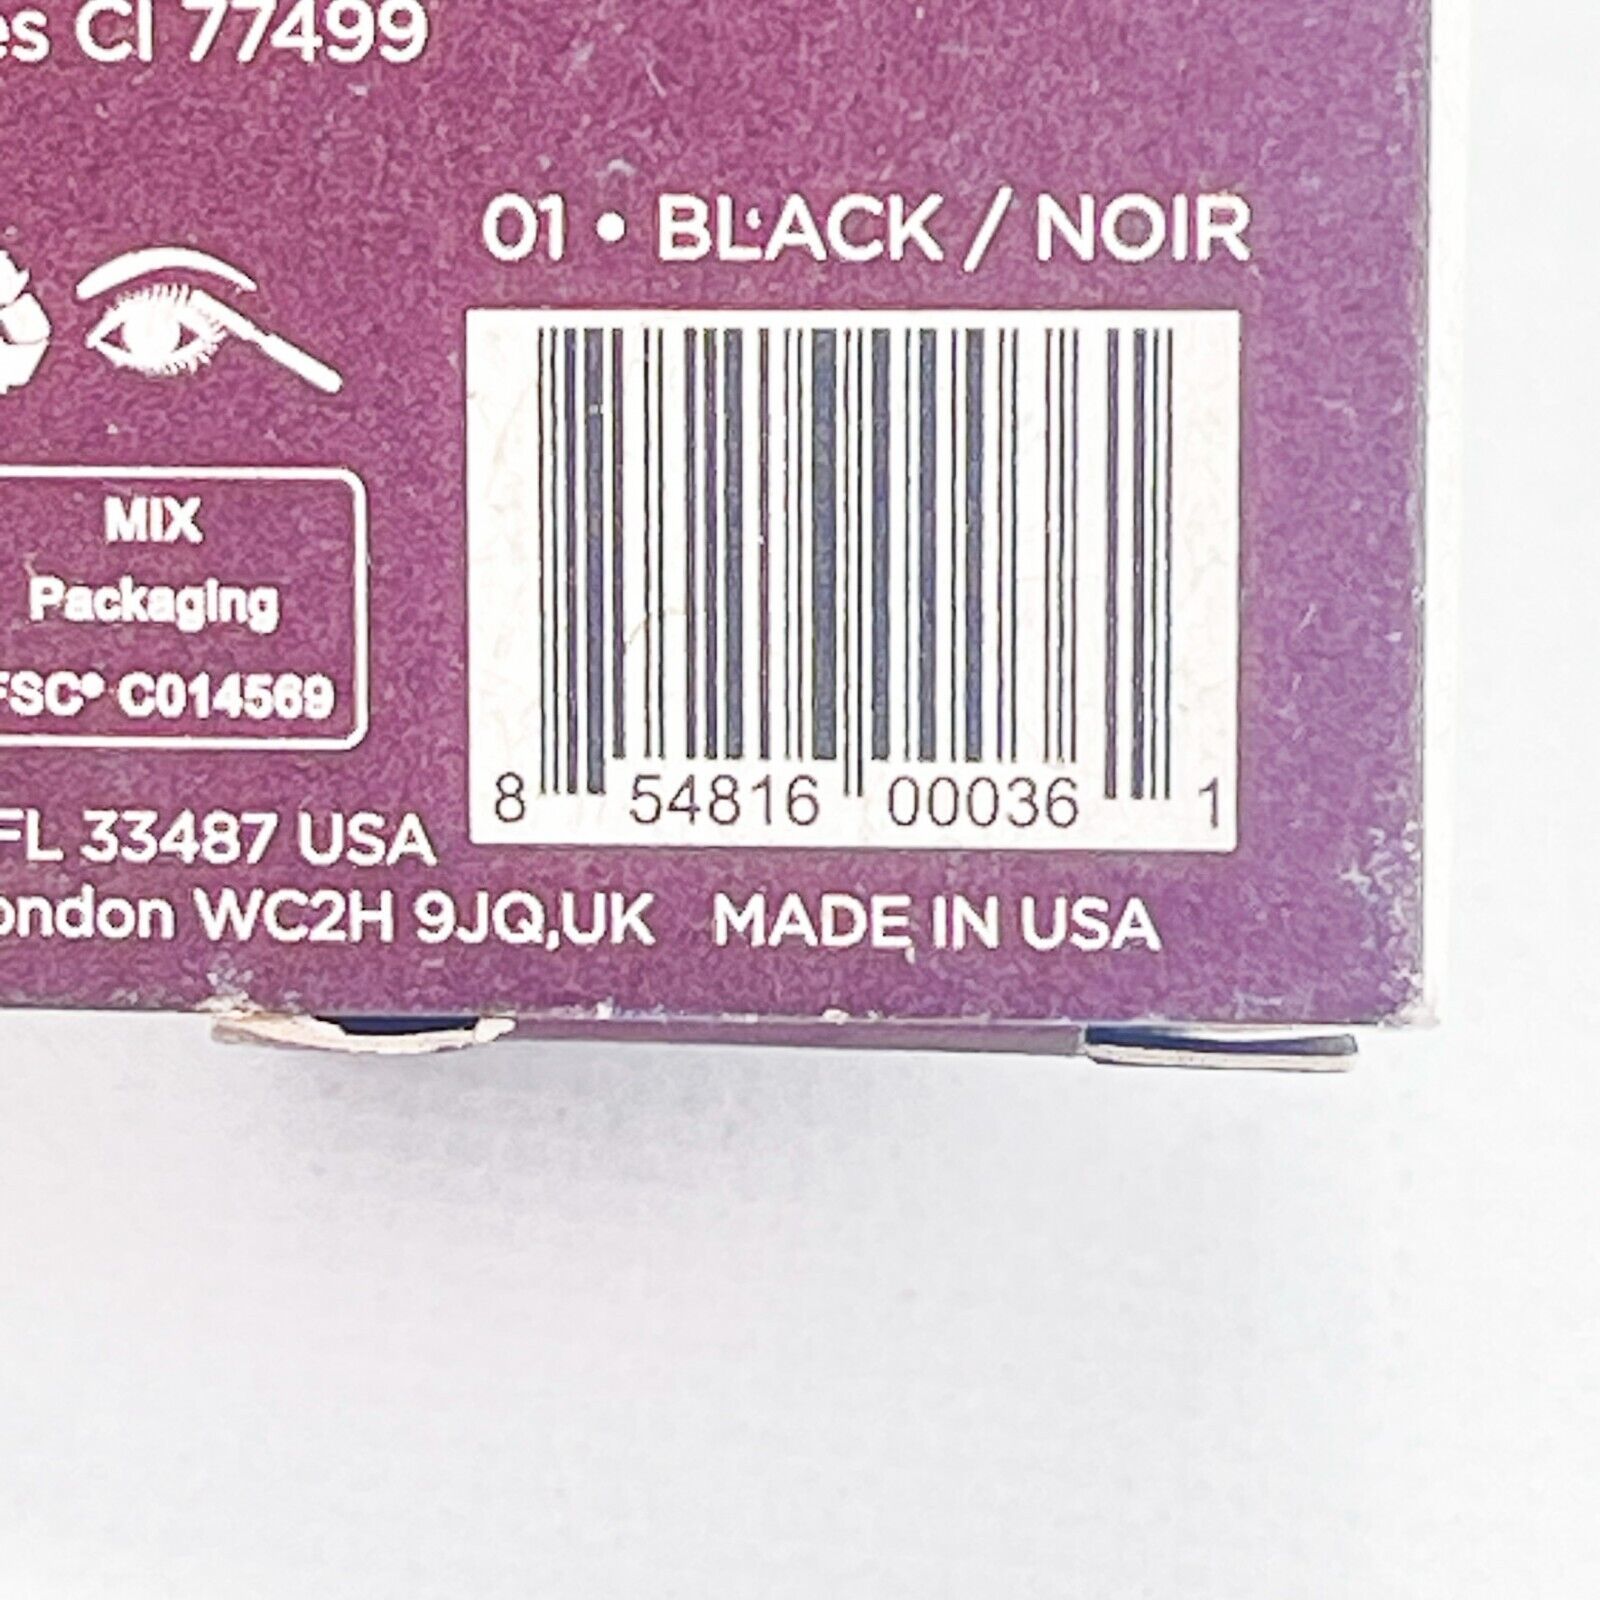 es CI 77499
01 • BLACK / NOIR
MIX
Packaging
FSC® C014569
8 54816 00036 1
FL 33487 USA
ondon WC2H 9JQ,UK MADE IN USA